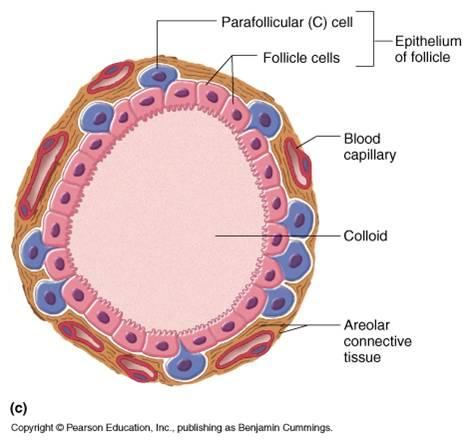 Parafollicular (C) cell
Follicle cells
Epithelium
of follicle
Blood
capillary
Colloid
Areolar
connective
tissue
(c)
Copyright © Pearson Education, Inc., publishing as Benjamin Cummings.